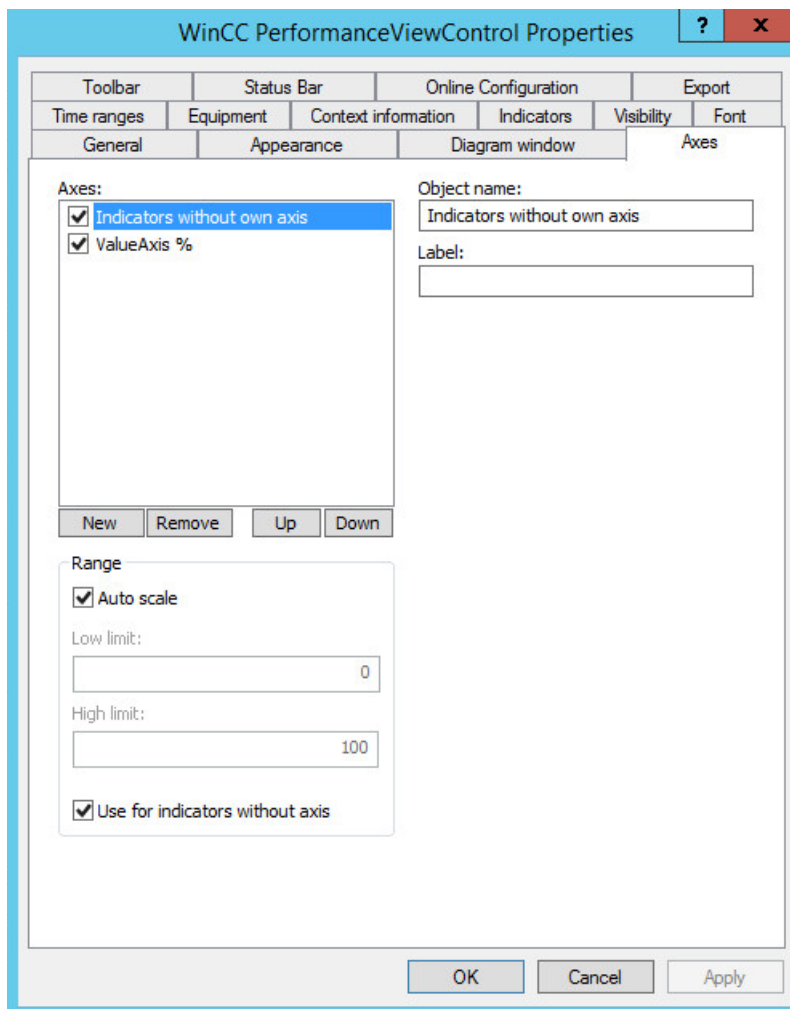 WinCC PerformanceViewControl Properties ? x
Toolbar Status Bar Online Configuration Export
Time ranges Equipment Context information Indicators Visibility Font
General Appearance Diagram window Axes
Axes:
Indicators without own axis
ValueAxis %
New Remove Up Down
Object name:
Indicators without own axis
Label:
Range
Auto scale
Low limit:
0
High limit:
100
Use for indicators without axis
OK Cancel Apply